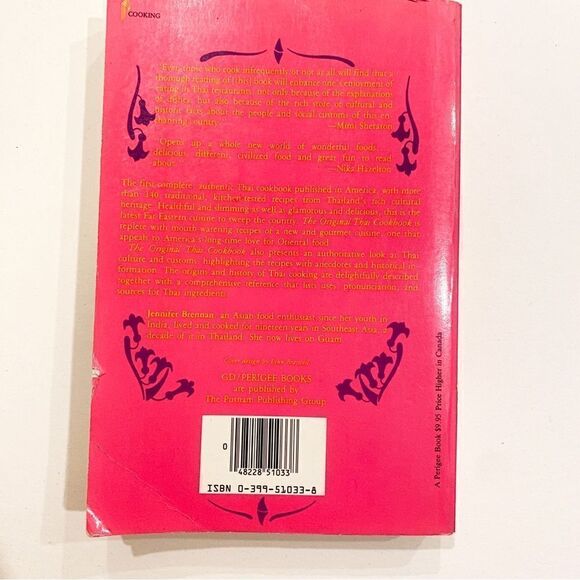 COOKING
"Even those who cook infrequently or not at all will find that a
thorough reading of [this] book will enhance one's enjoyment of
eating in Thai restaurants, not only because of the explanations
of dishes, but also because of the rich store of cultural and
historic facts about the people and social customs of this en-
chanting country."
—Mimi Sheraton
"Opens up a whole new world of wonderful foods...
delicious, different, civilized food and great fun to read
about."
—Nika Hazelton
The first complete, authentic Thai cookbook published in America, with more
than 140 traditional, kitchen-tested recipes from Thailand's rich cultural
heritage. Healthful and slimming as well as glamorous and delicious, this is the
latest Far Eastern cuisine to sweep the country. The Original Thai Cookbook is
replete with mouth-watering recipes of a new and gourmet cuisine, one that
appeals to America's long-time love for Oriental food.
The Original Thai Cookbook also presents an authoritative look at Thai
culture and customs, highlighting the recipes with anecdotes and historical in-
formation. The origins and history of Thai cooking are delightfully described
together with a comprehensive reference that lists uses, pronunciation, and
sources for Thai ingredients.
Jennifer Brennan, an Asian-food enthusiast since her youth in
India, lived and cooked for nineteen years in Southeast Asia, a
decade of it in Thailand. She now lives on Guam.
Cover design by Lynn
GD/PERIGEE BOOKS
are published by
The Putnam Publishing Group
0
48228 51033
ISBN 0-399-51033-8
A Perigee Book $9.95 Price Higher in Canada